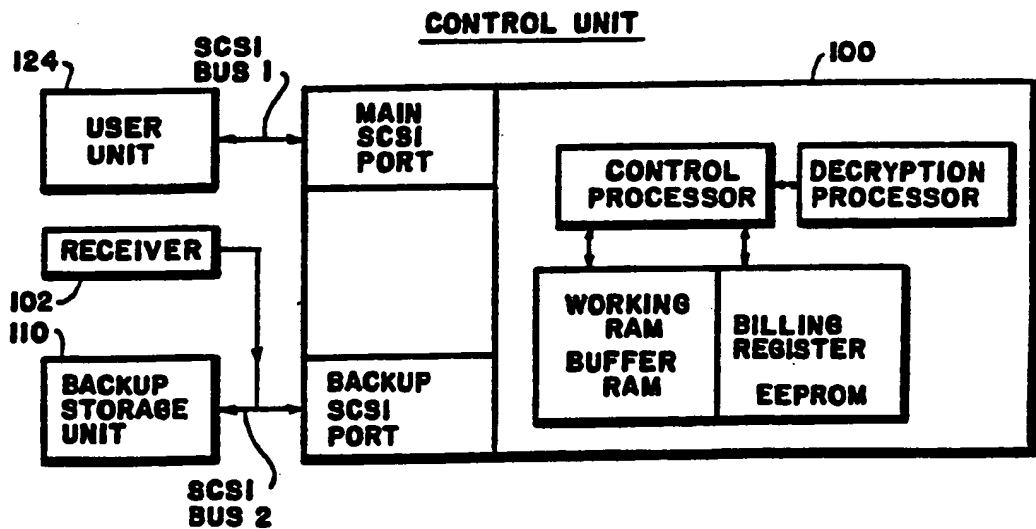 CONTROL UNIT
124
SCSI
BUS 1
100
USER
UNIT
MAIN
SCSI
PORT
CONTROL
PROCESSOR
DECRYPTION
PROCESSOR
RECEIVER
102
110
WORKING
RAM
BUFFER
RAM
BILLING
REGISTER
EEPROM
BACKUP
STORAGE
UNIT
BACKUP
SCSI
PORT
SCSI
BUS 2